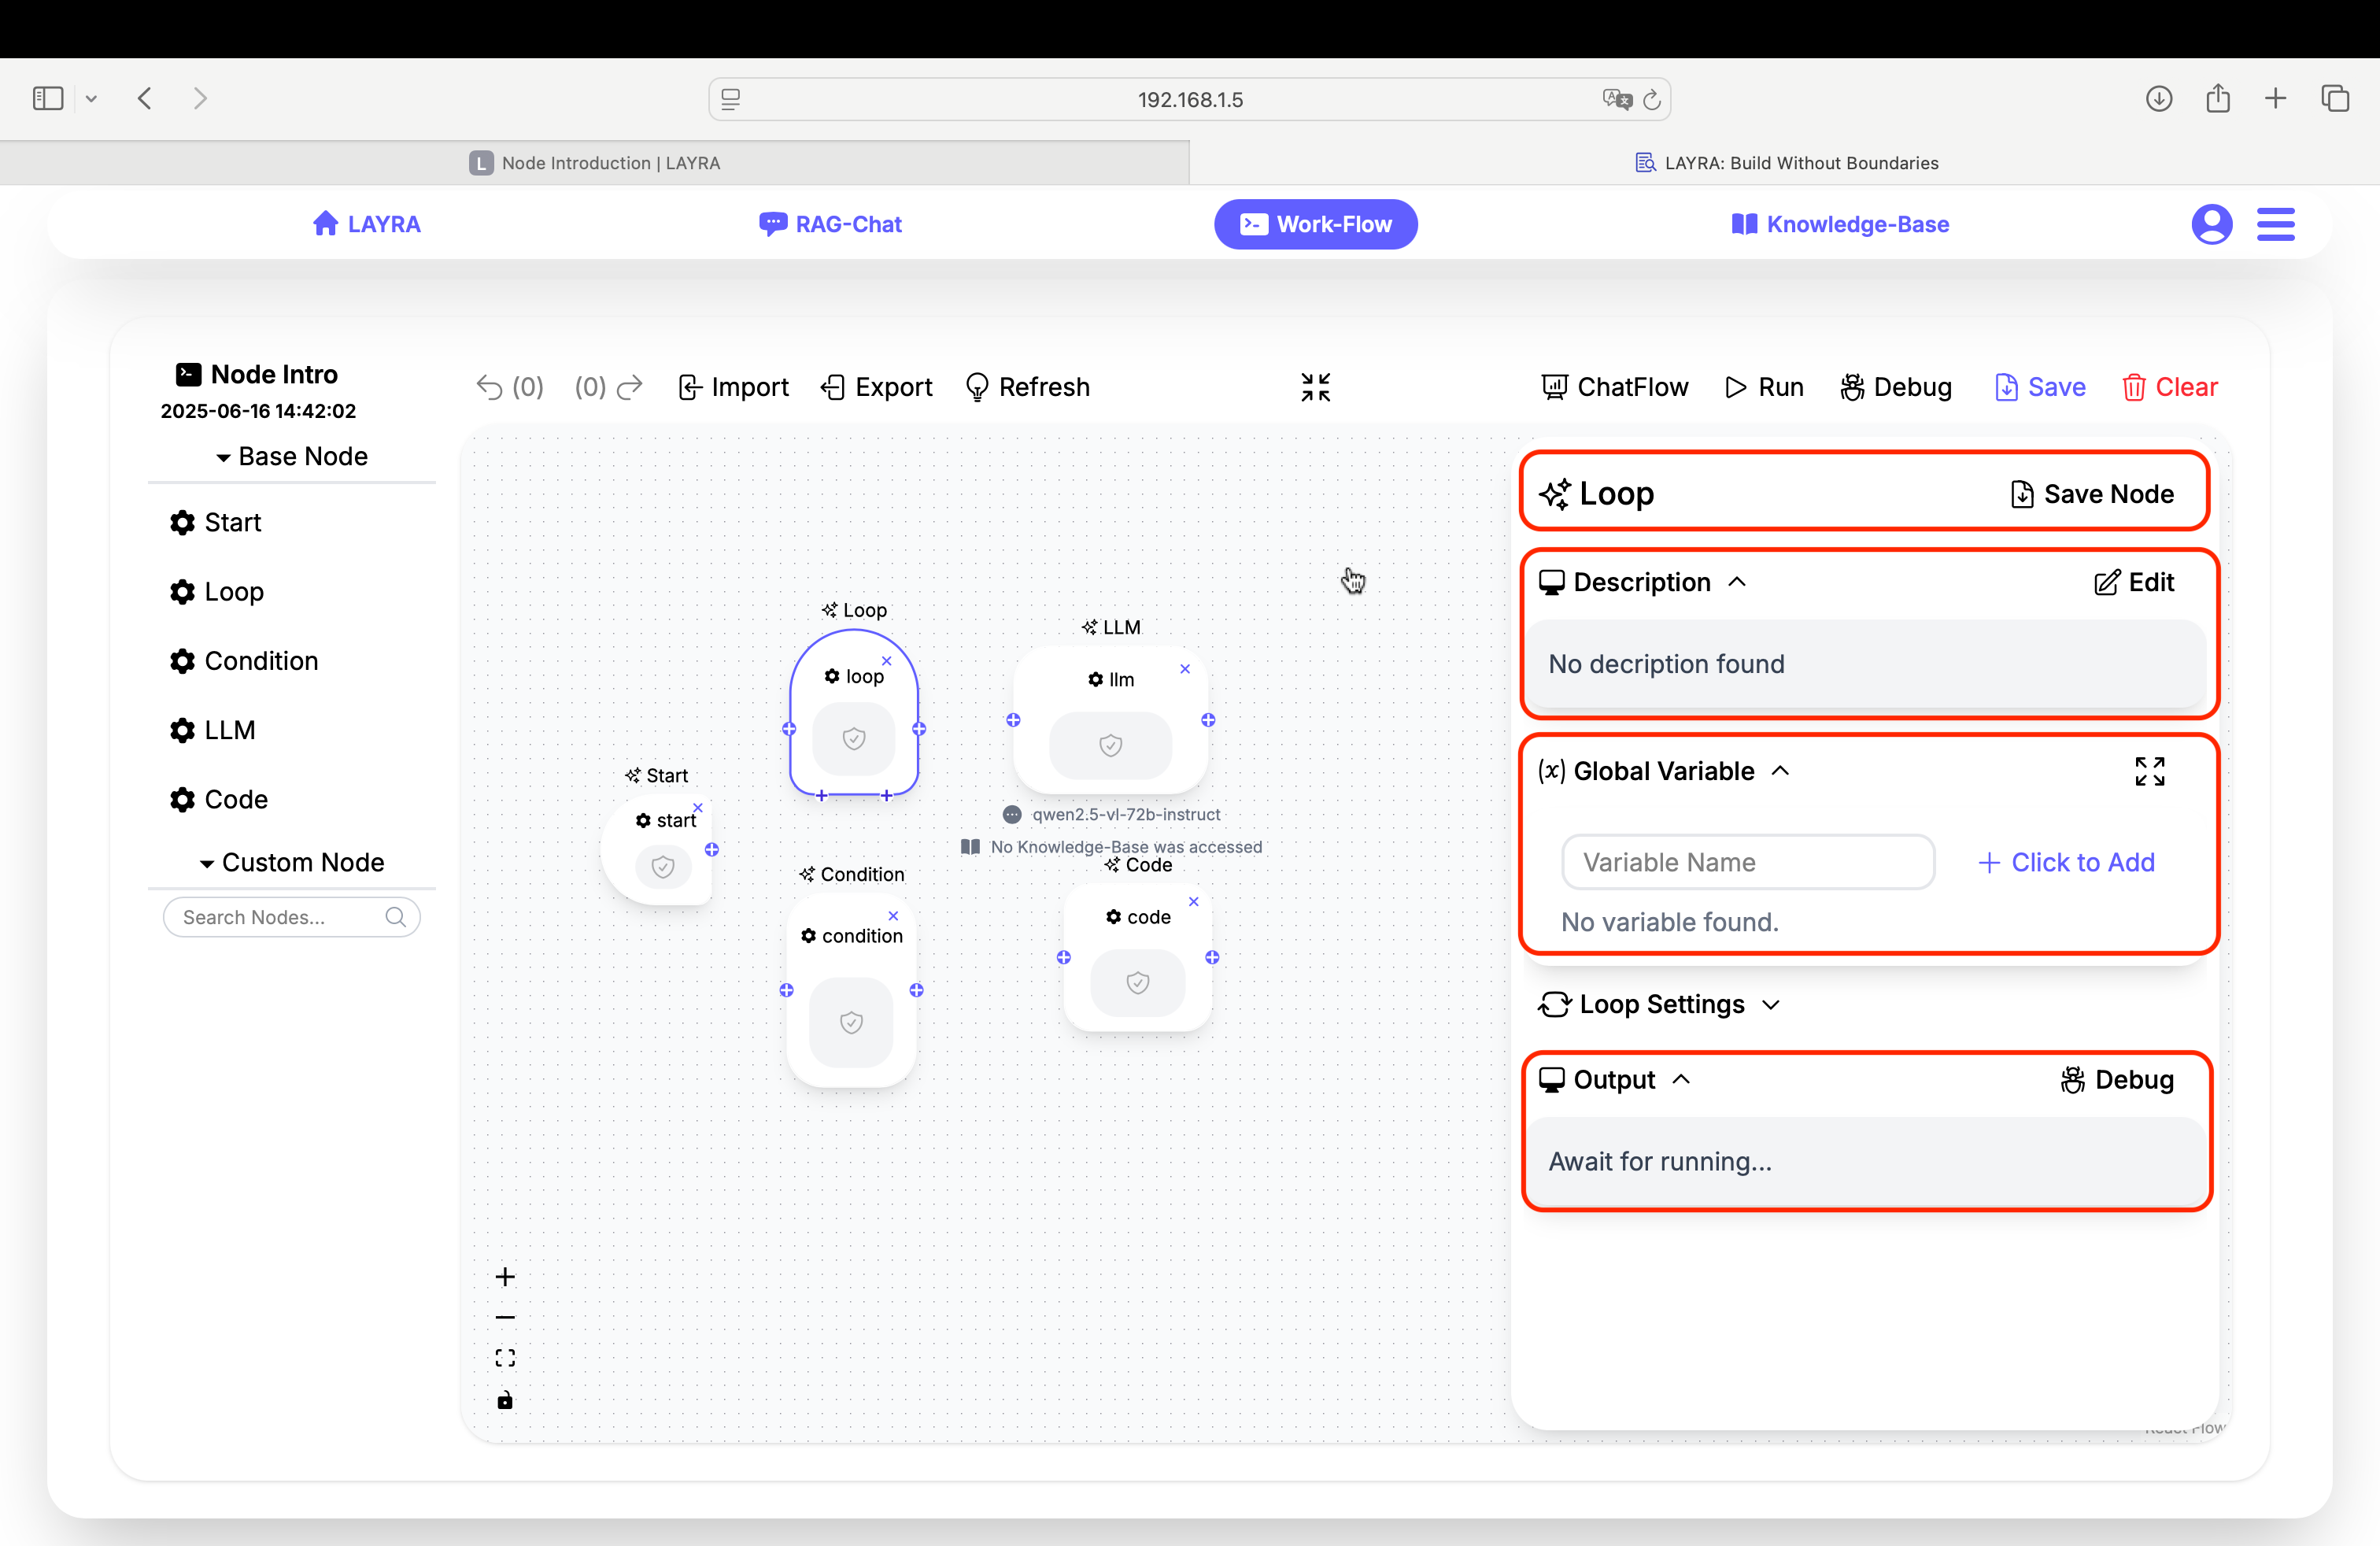 192.168.1.5
L Node Introduction | LAYRA
LAYRA: Build Without Boundaries
LAYRA
RAG-Chat
Work-Flow
Knowledge-Base
Node Intro
2025-06-16 14:42:02
Base Node
Start
Loop
Condition
LLM
Code
Custom Node
Search Nodes...
(0)
(0)
Import
Export
Refresh
ChatFlow
Run
Debug
Save
Clear
Loop
loop
LLM
llm
qwen2.5-vl-72b-instruct
No Knowledge-Base was accessed
Start
start
Condition
condition
Code
code
Loop
Save Node
Description
Edit
No decription found
(x) Global Variable
Variable Name
+ Click to Add
No variable found.
Loop Settings
Output
Debug
Await for running...
React Flow